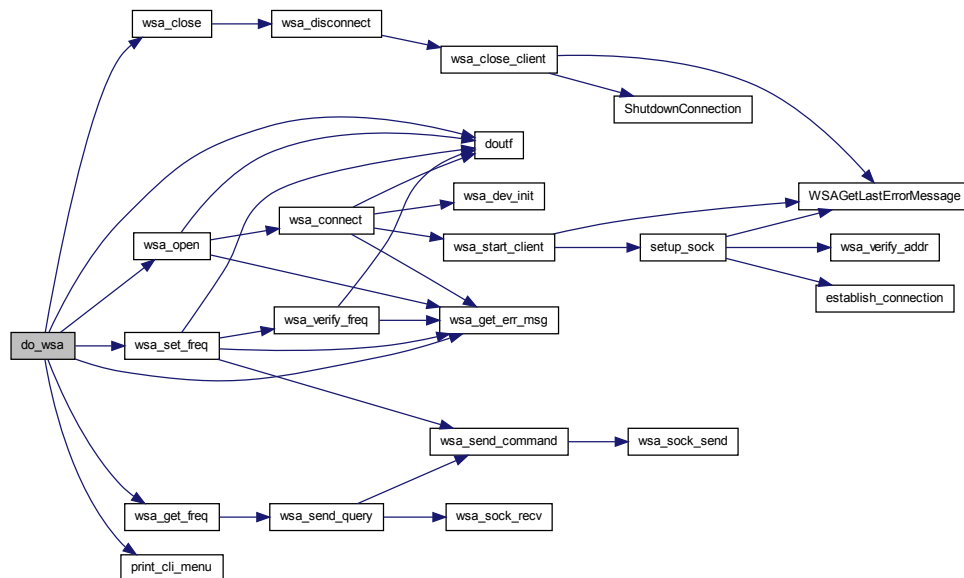 wsa_close
wsa_disconnect
wsa_close_client
ShutdownConnection
doutf
wsa_dev_init
WSAGetLastErrorMessage
wsa_connect
wsa_open
wsa_start_client
setup_sock
wsa_verify_addr
establish_connection
wsa_verify_freq
wsa_get_err_msg
do_wsa
wsa_set_freq
wsa_send_command
wsa_sock_send
wsa_get_freq
wsa_send_query
wsa_sock_recv
print_cli_menu